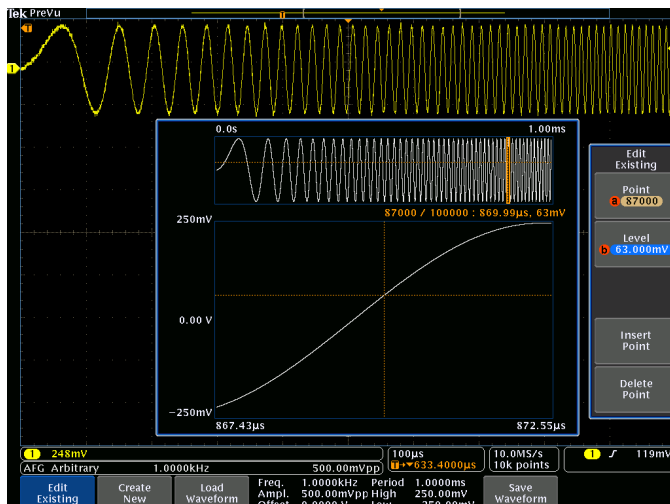 Tek PreVu
T
1
0.0s 1.00ms
87000 / 100000 : 869.99µs, 63mV
250mV
0.00 V
−250mV
867.43µs 872.55µs
Edit
Existing
Point
a 87000
Level
b 63.000mV
Insert
Point
Delete
Point
1 248mV
AFG Arbitrary 1.0000kHz 500.00mVpp
100µs
T→▼633.4000µs
10.0MS/s
10k points
1 119mV
Edit
Existing
Create
New
Load
Waveform
Freq. 1.0000kHz Period 1.0000ms
Ampl. 500.00mVpp High 250.00mV
Save
Waveform